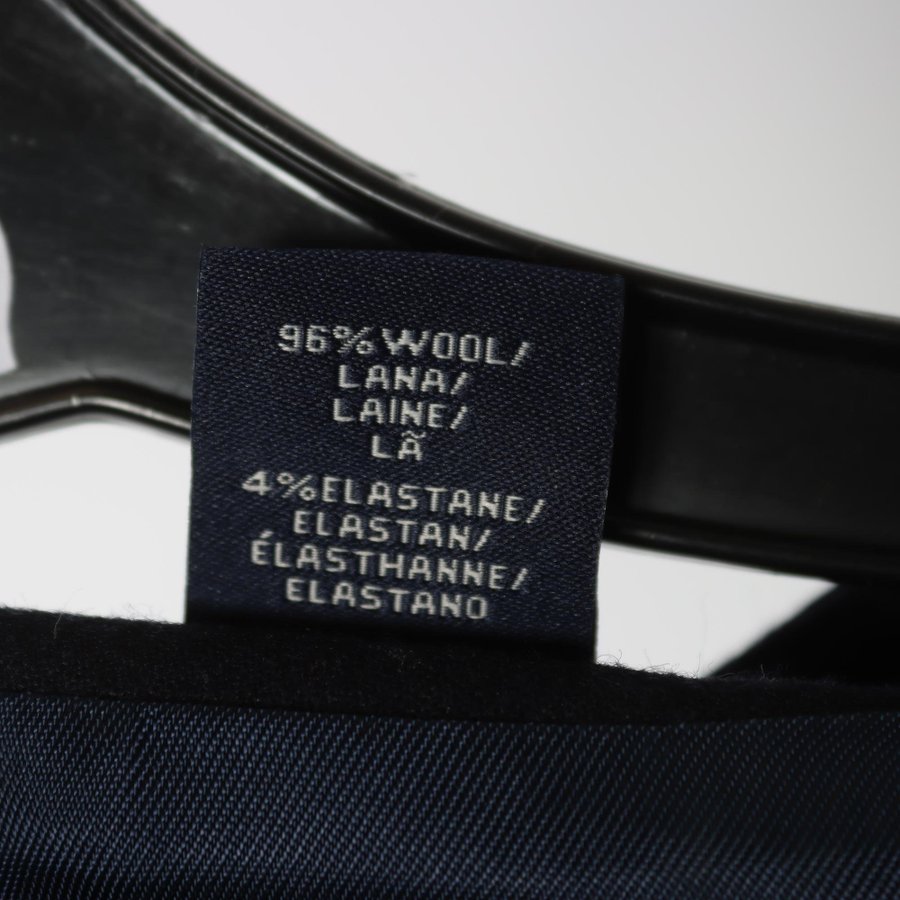 96% WOOL/
LANA/
LAINE/
LÃ
4% ELASTANE/
ELASTAN/
ÉLASTHANNE/
ELASTANO